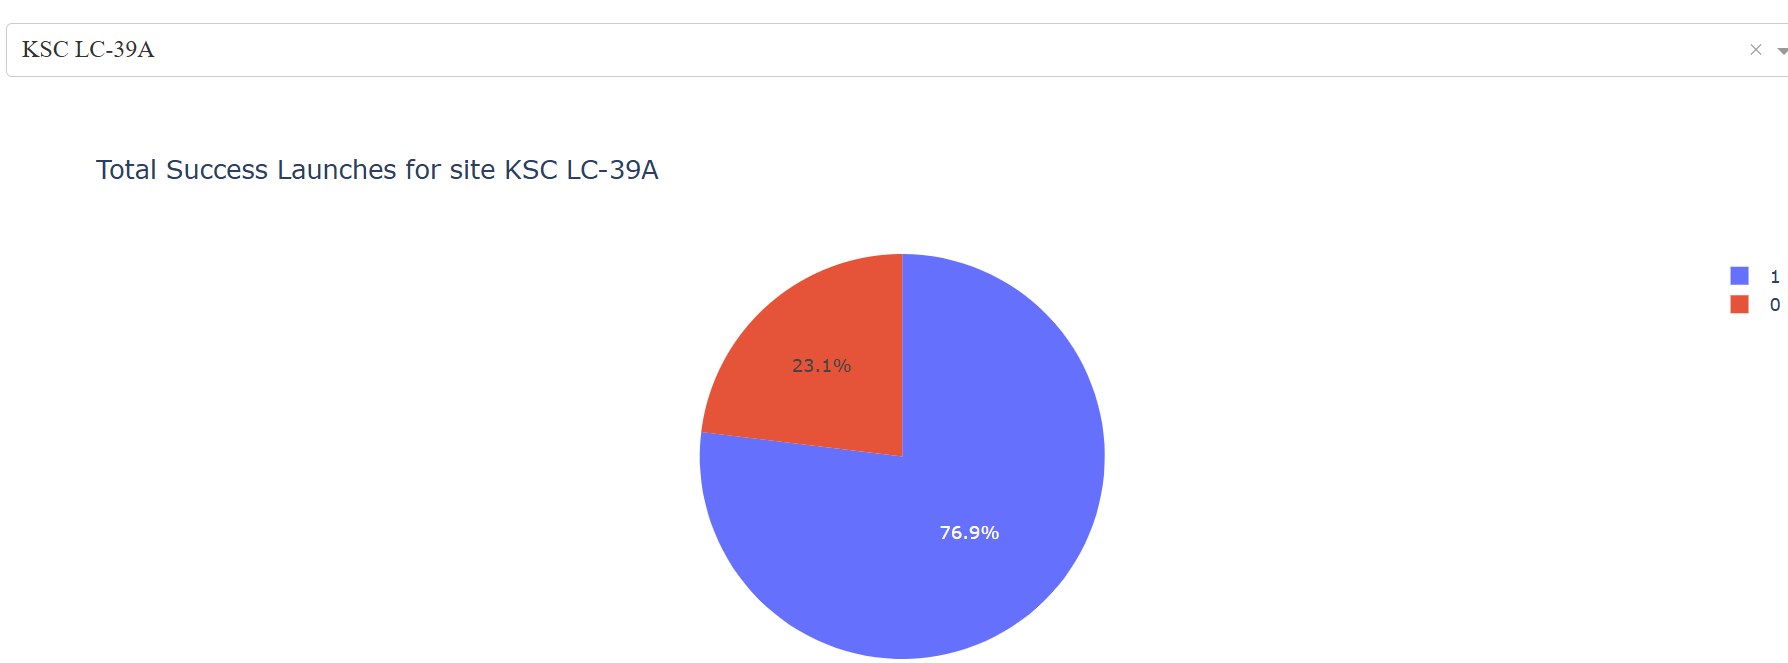 KSC LC-39A
×
Total Success Launches for site KSC LC-39A
1
0
23.1%
76.9%